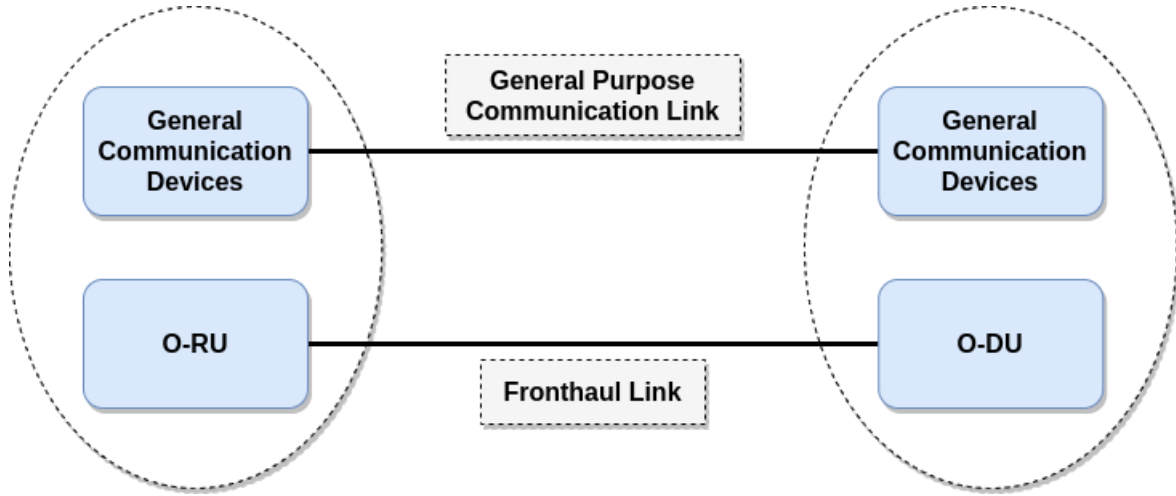 General Purpose
Communication Link
General
Communication
Devices
General
Communication
Devices
O-RU
O-DU
Fronthaul Link